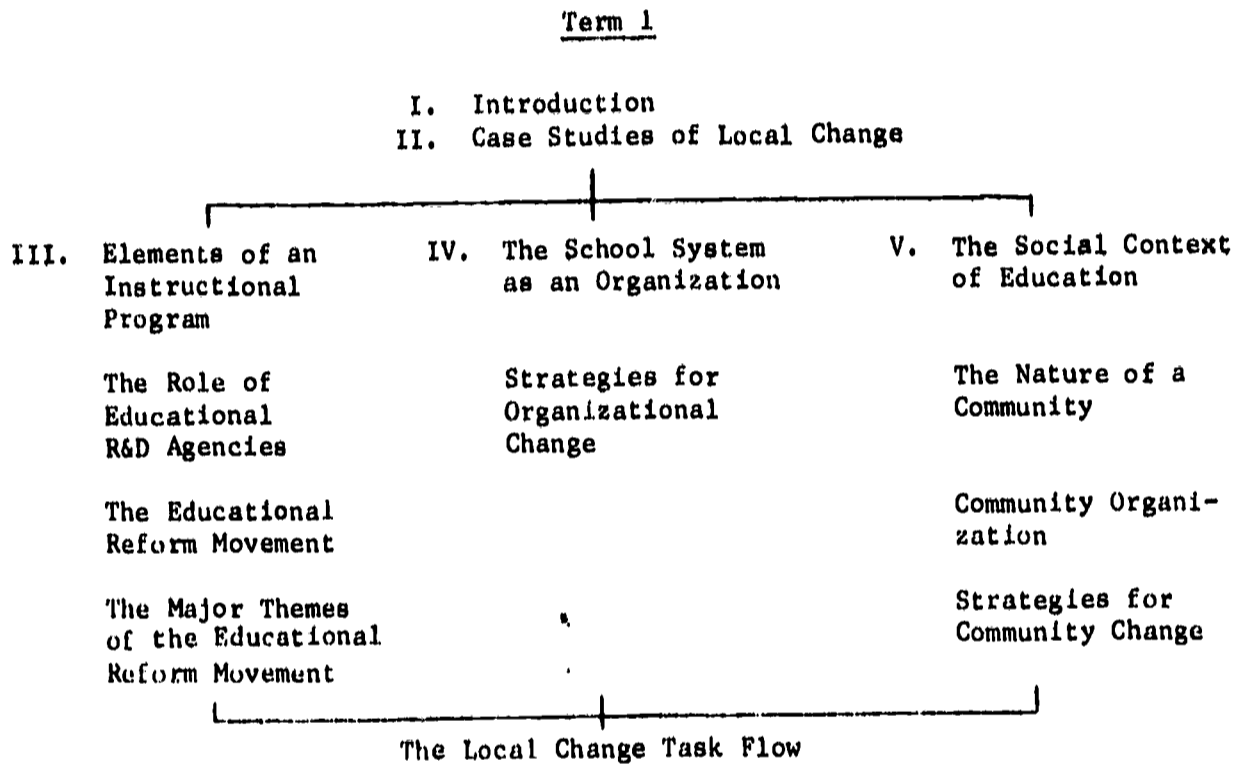 Term 1
I. Introduction
II. Case Studies of Local Change
III. Elements of an
Instructional
Program
The Role of
Educational
R&D Agencies
The Educational
Reform Movement
The Major Themes
of the Educational
Reform Movement
IV. The School System
as an Organization
Strategies for
Organizational
Change
V. The Social Context
of Education
The Nature of a
Community
Community Organi-
zation
Strategies for
Community Change
The Local Change Task Flow